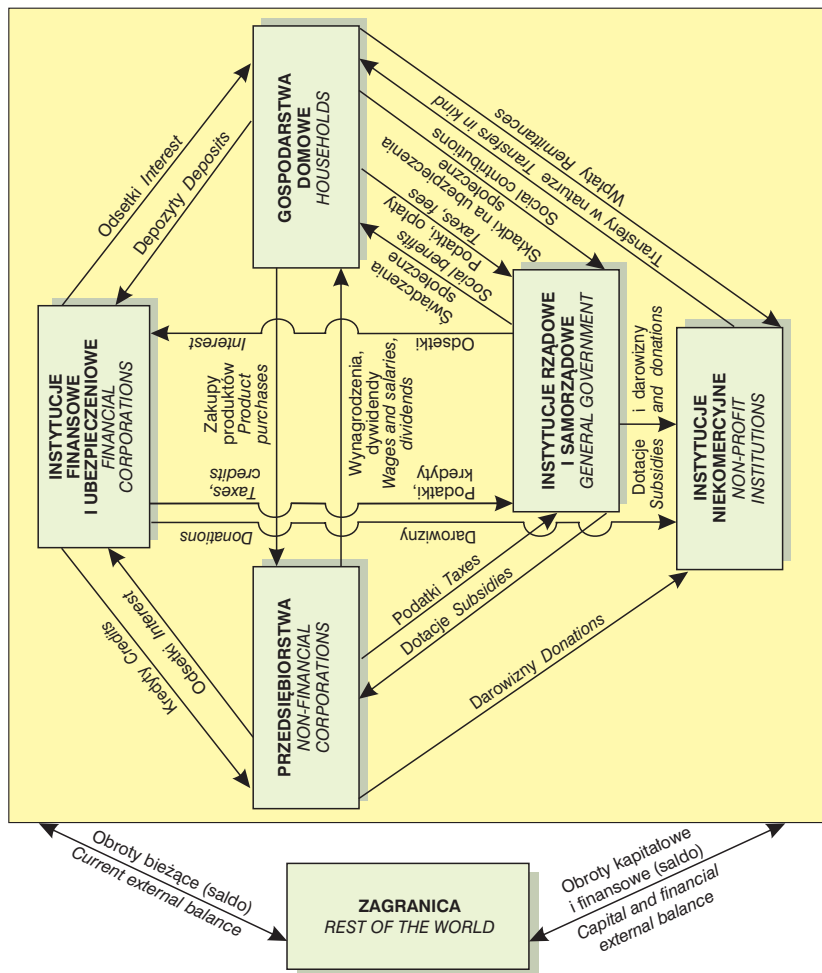 GOSPODARSTWA
DOMOWE
HOUSEHOLDS
Odsetki Interest
Depozyty Deposits
Wpłaty Remittances
Transfery w naturze Transfers in kind
Składki na ubezpieczenia
społeczne
Social contributions
Podatki, opłaty
Taxes, fees
Świadczenia
społeczne
Social benefits
INSTYTUCJE
FINANSOWE
I UBEZPIECZENIOWE
FINANCIAL
CORPORATIONS
Interest
Odsetki
Zakupy
produktów Product
purchases
Wynagrodzenia,
dywidendy
Wages and salaries,
dividends
INSTYTUCJE RZĄDOWE
I SAMORZĄDOWE
GENERAL GOVERNMENT
Dotacje i darowizny
Subsidies and donations
INSTYTUCJE
NIEKOMERCYJNE
NON-PROFIT
INSTITUTIONS
Taxes,
credits
Podatki,
kredyty
Donations
Darowizny
Kredyty Credits
Odsetki Interest
PRZEDSIĘBIORSTWA
NON-FINANCIAL
CORPORATIONS
Podatki Taxes
Dotacje Subsidies
Darowizny Donations
Obroty bieżące (saldo)
Current external balance
ZAGRANICA
REST OF THE WORLD
Obroty kapitałowe
i finansowe (saldo)
Capital and financial
external balance